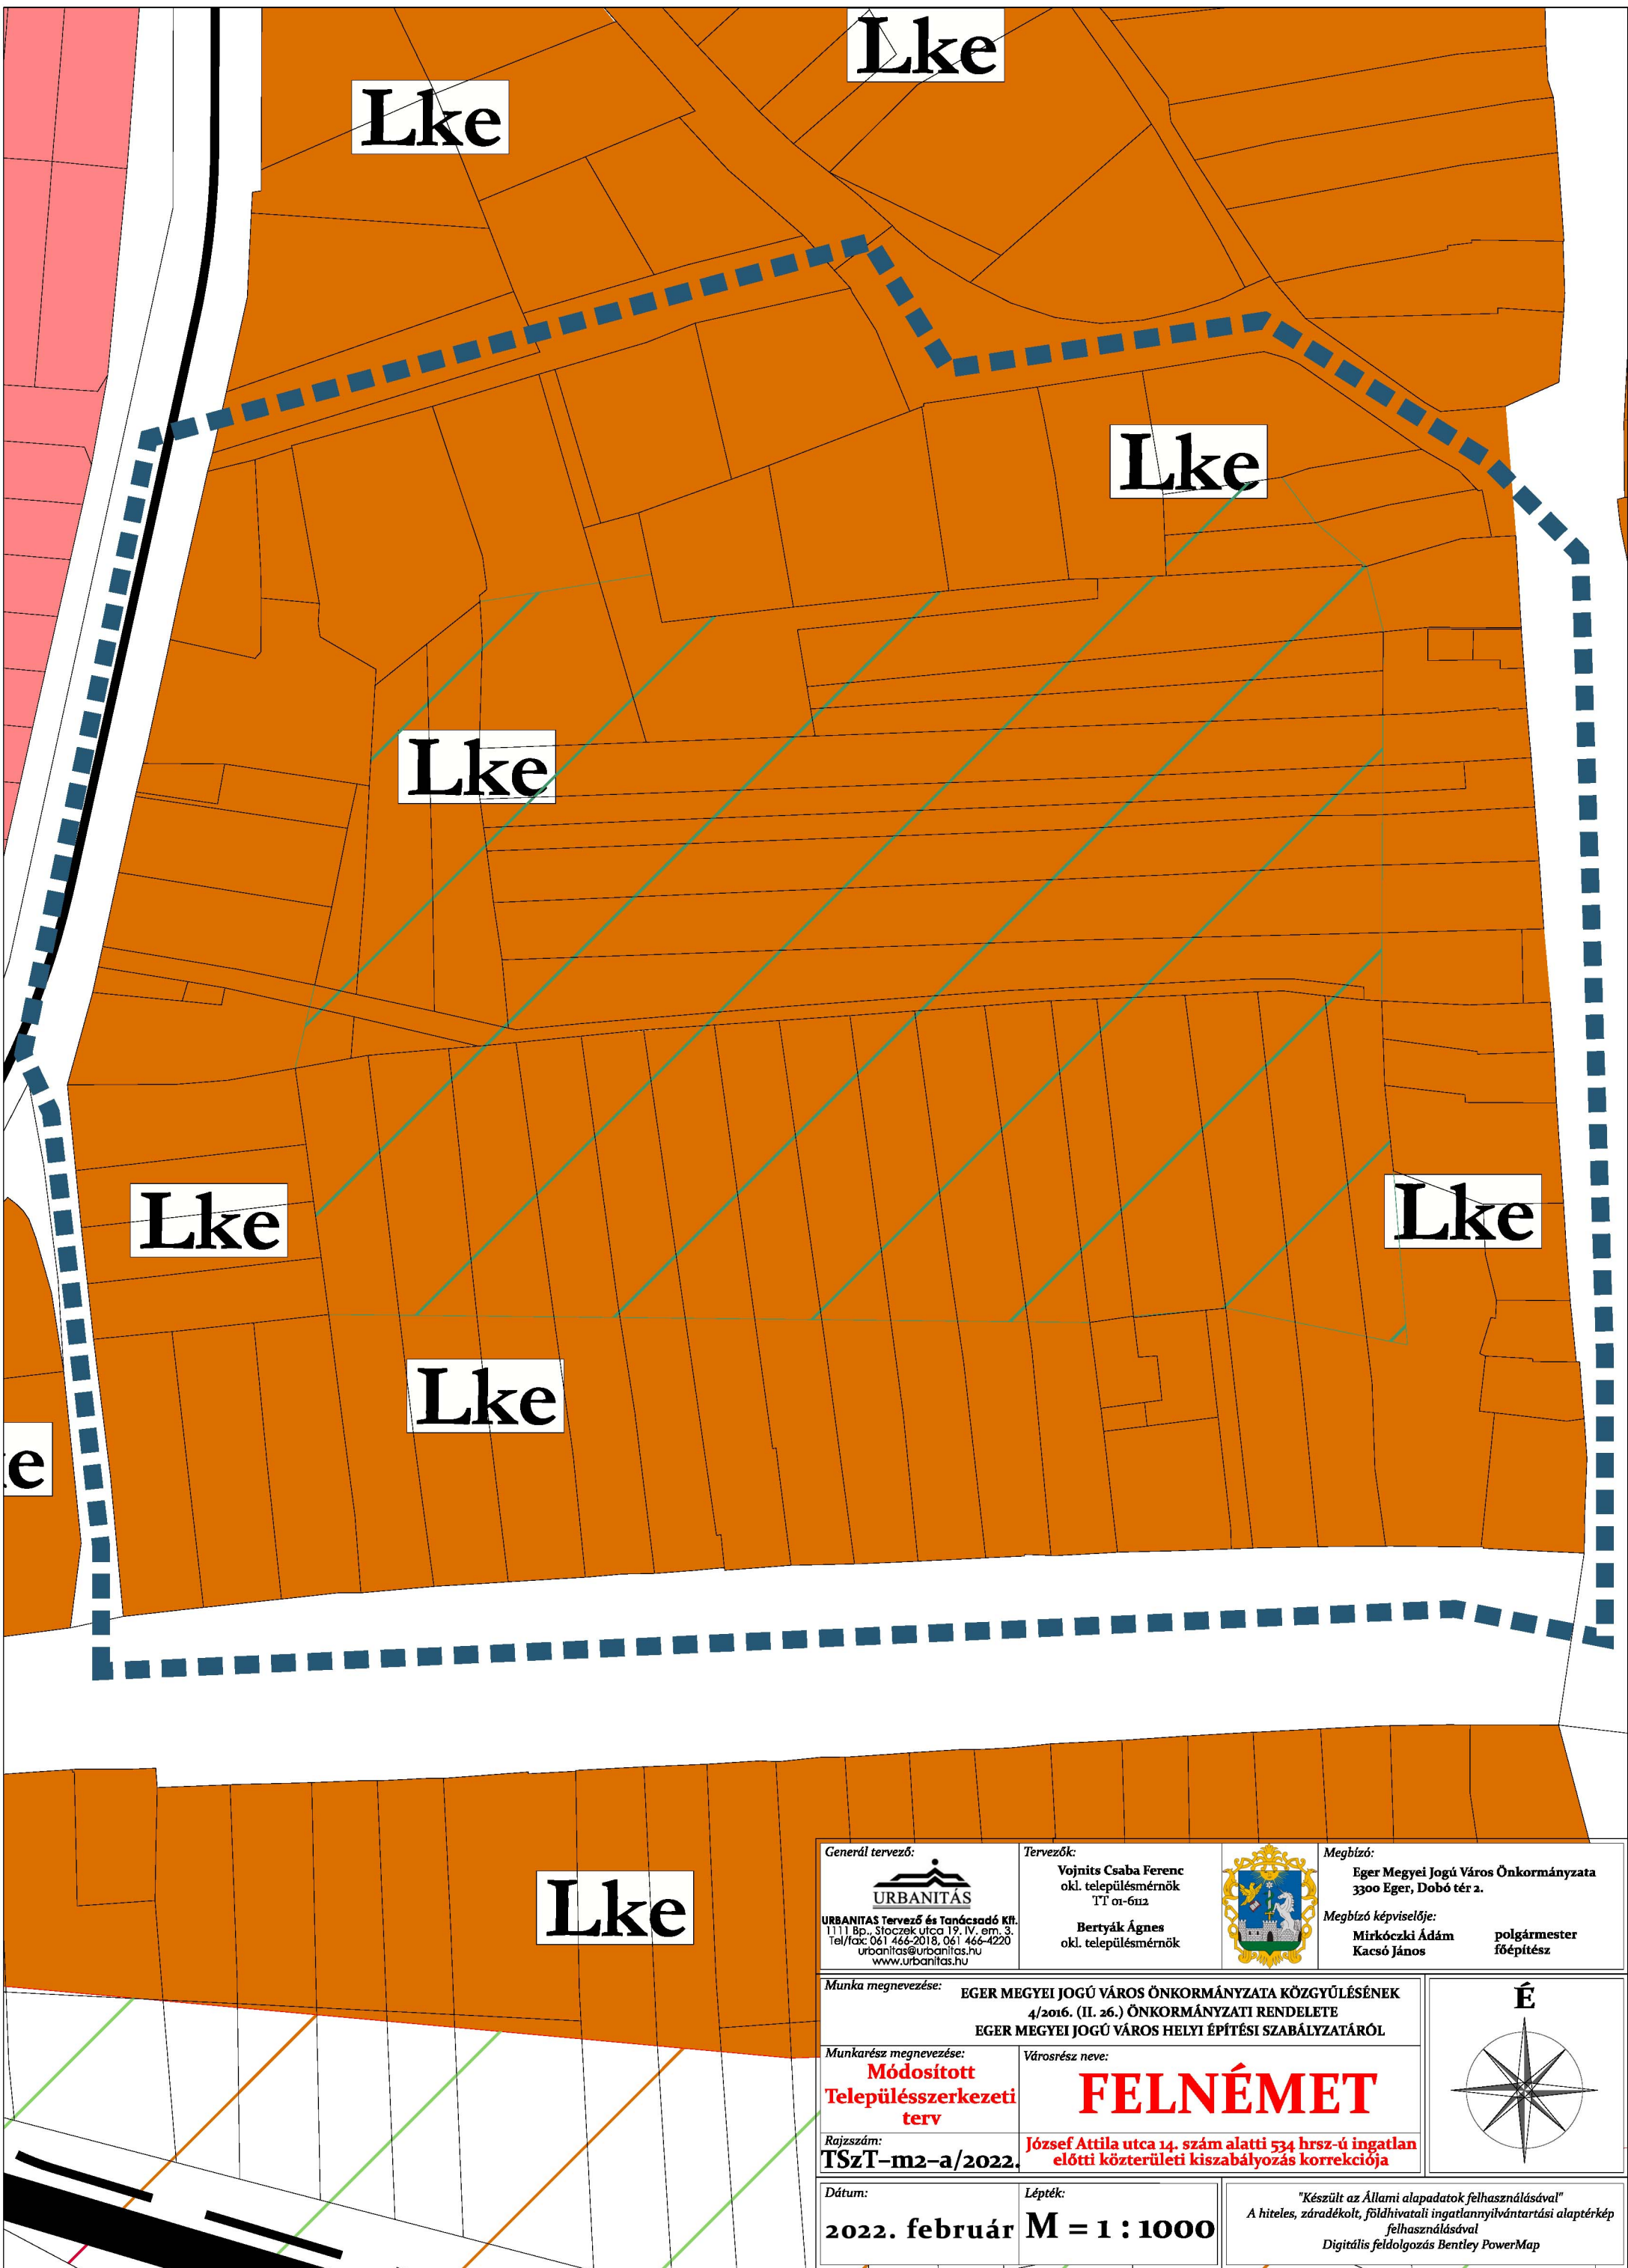 Lke
Lke
Lke
Lke
Lke
Lke
Lke
e
Lke
Generál tervező:
URBANITÁS
URBANITAS Tervező és Tanácsadó Kft.
1111 Bp., Stoczek utca 19. IV. em. 3.
Tel/fax: 061 466-2018, 061 466-4220
urbanitas@urbanitas.hu
www.urbanitas.hu
Tervezők:
Vojnits Csaba Ferenc
okl. településmérnök
TT 01-6112
Bertyák Ágnes
okl. településmérnök
Megbízó:
Eger Megyei Jogú Város Önkormányzata
3300 Eger, Dobó tér 2.
Megbízó képviselője:
Mirkóczki Ádám polgármester
Kacsó János főépítész
Munka megnevezése:
EGER MEGYEI JOGÚ VÁROS ÖNKORMÁNYZATA KÖZGYŰLÉSÉNEK
4/2016. (II. 26.) ÖNKORMÁNYZATI RENDELETE
EGER MEGYEI JOGÚ VÁROS HELYI ÉPÍTÉSI SZABÁLYZATÁRÓL
É
Munkarész megnevezése:
Módosított
Településszerkezeti
terv
Városrész neve:
FELNÉMET
Rajzszám:
TSzT-m2-a/2022.
József Attila utca 14. szám alatti 534 hrsz-ú ingatlan
előtti közterületi kiszabályozás korrekciója
Dátum:
2022. február
Lépték:
M = 1 : 1000
"Készült az Állami alapadatok felhasználásával"
A hiteles, záradékolt, földhivatali ingatlannyilvántartási alaptérkép
felhasználásával
Digitális feldolgozás Bentley PowerMap